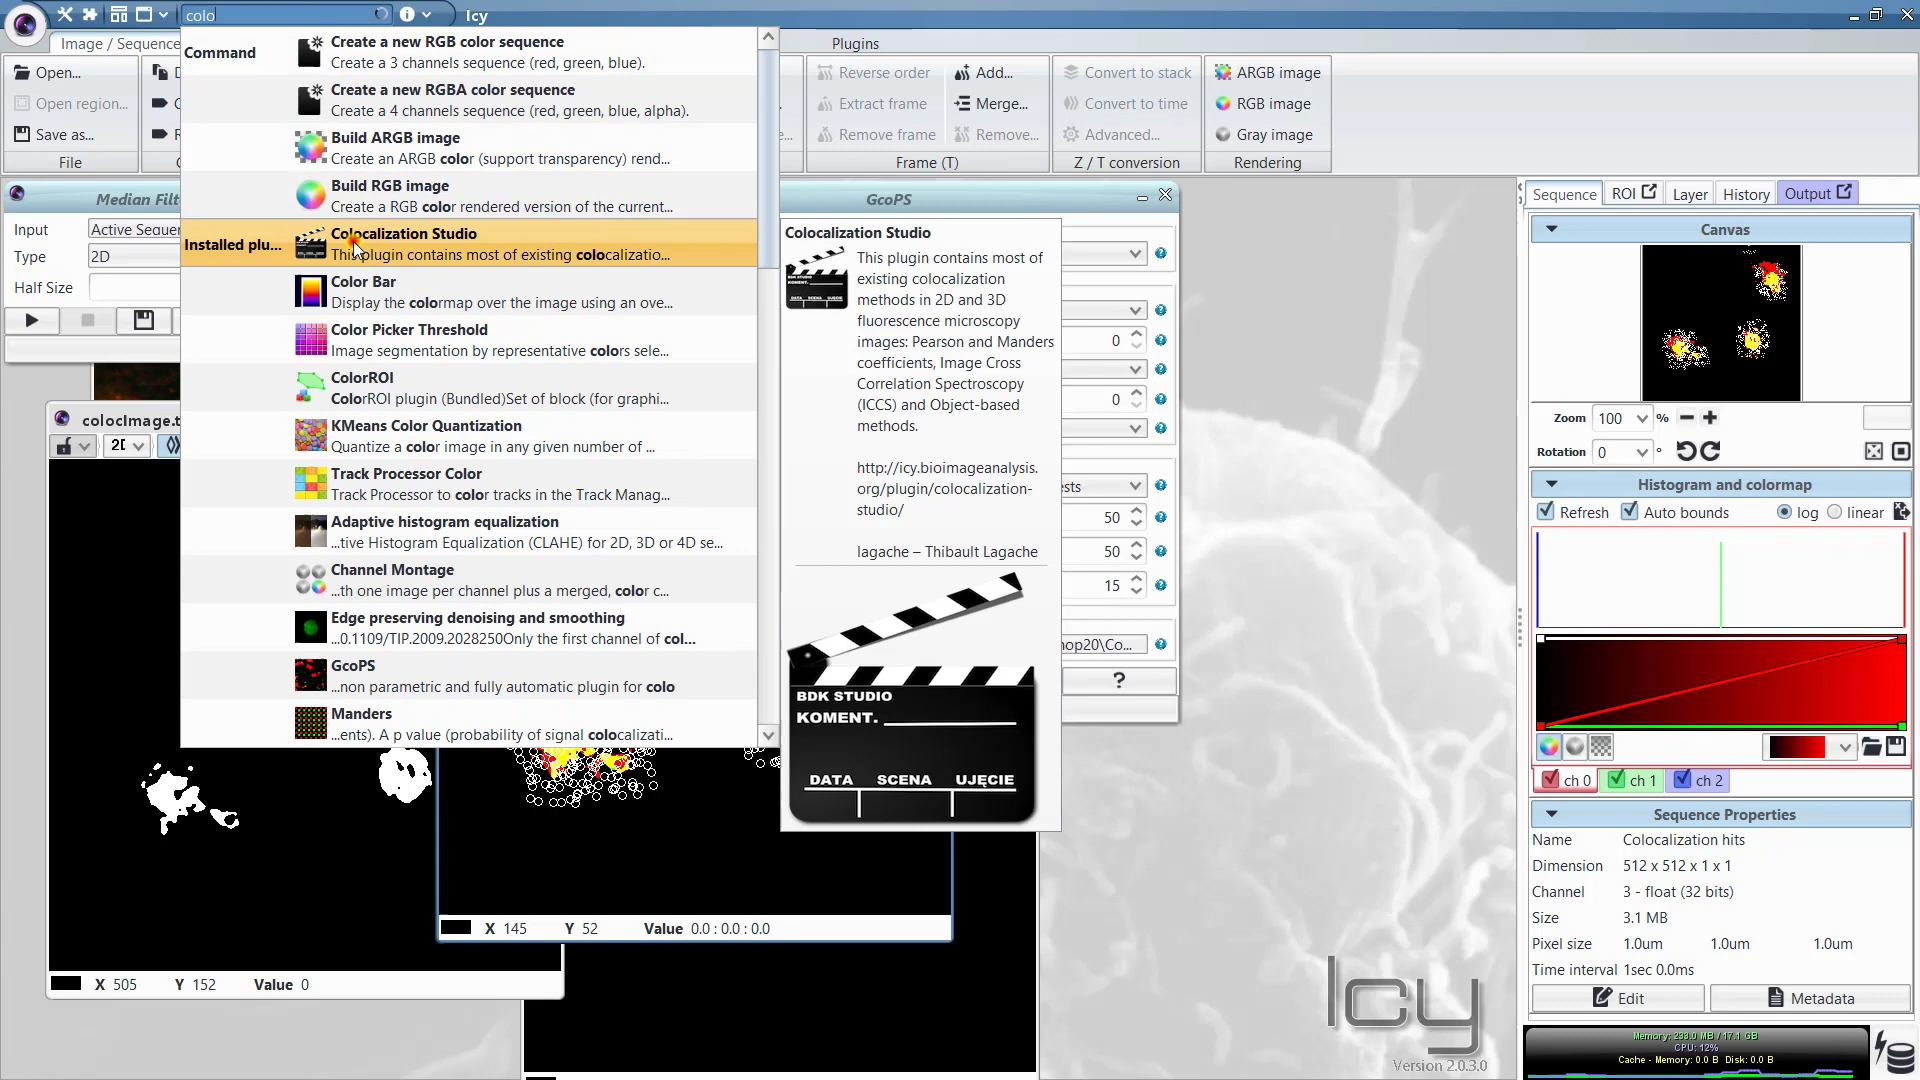 colo
Icy
Image / Sequence
Plugins
Open...
Open region...
Save as...
File
Reverse order
Extract frame
Remove frame
Add...
Merge...
Remove...
Frame (T)
Convert to stack
Convert to time
Advanced...
Z / T conversion
ARGB image
RGB image
Gray image
Rendering
Command
Create a new RGB color sequence
Create a 3 channels sequence (red, green, blue).
Create a new RGBA color sequence
Create a 4 channels sequence (red, green, blue, alpha).
Build ARGB image
Create an ARGB color (support transparency) rend...
Build RGB image
Create a RGB color rendered version of the current...
Installed plu...
Colocalization Studio
This plugin contains most of existing colocalizatio...
Color Bar
Display the colormap over the image using an ove...
Color Picker Threshold
Image segmentation by representative colors sele...
ColorROI
ColorROI plugin (Bundled)Set of block (for graphi...
KMeans Color Quantization
Quantize a color image in any given number of ...
Track Processor Color
Track Processor to color tracks in the Track Manag...
Adaptive histogram equalization
...tive Histogram Equalization (CLAHE) for 2D, 3D or 4D se...
Channel Montage
...th one image per channel plus a merged, color c...
Edge preserving denoising and smoothing
...0.1109/TIP.2009.2028250Only the first channel of col...
GcoPS
...non parametric and fully automatic plugin for colo
Manders
...ents). A p value (probability of signal colocalizati...
Median Filt
Input
Active Sequen
Type
2D
Half Size
colocImage.t
2D
X 505 Y 152 Value 0
X 145 Y 52 Value 0.0 : 0.0 : 0.0
GcoPS
0
0
ests
50
50
15
hop20\Co...
?
Colocalization Studio
This plugin contains most of
existing colocalization
methods in 2D and 3D
fluorescence microscopy
images: Pearson and Manders
coefficients, Image Cross
Correlation Spectroscopy
(ICCS) and Object-based
methods.
http://icy.bioimageanalysis.
org/plugin/colocalization-
studio/
lagache – Thibault Lagache
BDK STUDIO
KOMENT.
DATA SCENA UJĘCIE
Icy
Version 2.0.3.0
Sequence
ROI
Layer
History
Output
Canvas
Zoom 100 %
Rotation 0 °
Histogram and colormap
Refresh
Auto bounds
log
linear
ch 0
ch 1
ch 2
Sequence Properties
Name Colocalization hits
Dimension 512 x 512 x 1 x 1
Channel 3 - float (32 bits)
Size 3.1 MB
Pixel size 1.0um 1.0um 1.0um
Time interval 1sec 0.0ms
Edit
Metadata
Memory: 233.0 MB / 17.1 GB
CPU: 12%
Cache - Memory: 0.0 B Disk: 0.0 B